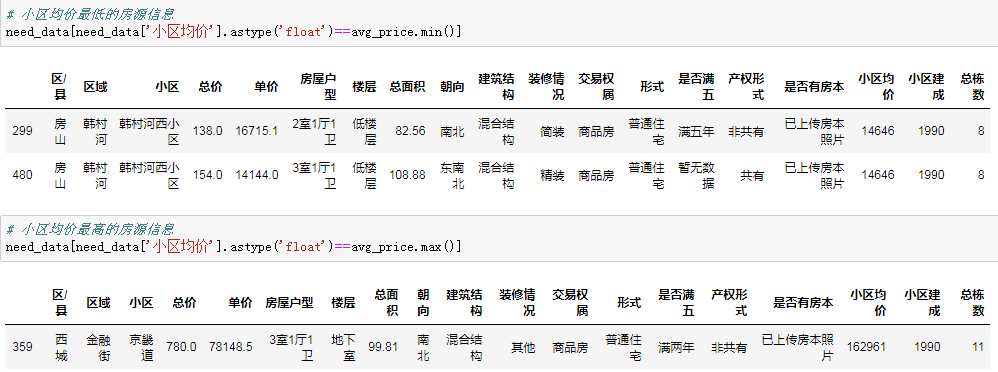 # 小区均价最低的房源信息
need_data[need_data['小区均价'].astype('float')==avg_price.min()]
区/县 区域 小区 总价 单价 房屋户型 楼层 总面积 朝向 建筑结构 装修情况 交易权属 形式 是否满五 产权形式 是否有房本 小区均价 小区建成 总栋数
299 房山 韩村河 韩村河西小区 138.0 16715.1 2室1厅1卫 低楼层 82.56 南北 混合结构 简装 商品房 普通住宅 满五年 非共有 已上传房本照片 14646 1990 8
480 房山 韩村河 韩村河西小区 154.0 14144.0 3室1厅1卫 低楼层 108.88 东南北 混合结构 精装 商品房 普通住宅 暂无数据 共有 已上传房本照片 14646 1990 8
# 小区均价最高的房源信息
need_data[need_data['小区均价'].astype('float')==avg_price.max()]
区/县 区域 小区 总价 单价 房屋户型 楼层 总面积 朝向 建筑结构 装修情况 交易权属 形式 是否满五 产权形式 是否有房本 小区均价 小区建成 总栋数
359 西城 金融街 京畿道 780.0 78148.5 3室1厅1卫 地下室 99.81 南北 混合结构 其他 商品房 普通住宅 满两年 非共有 已上传房本照片 162961 1990 11